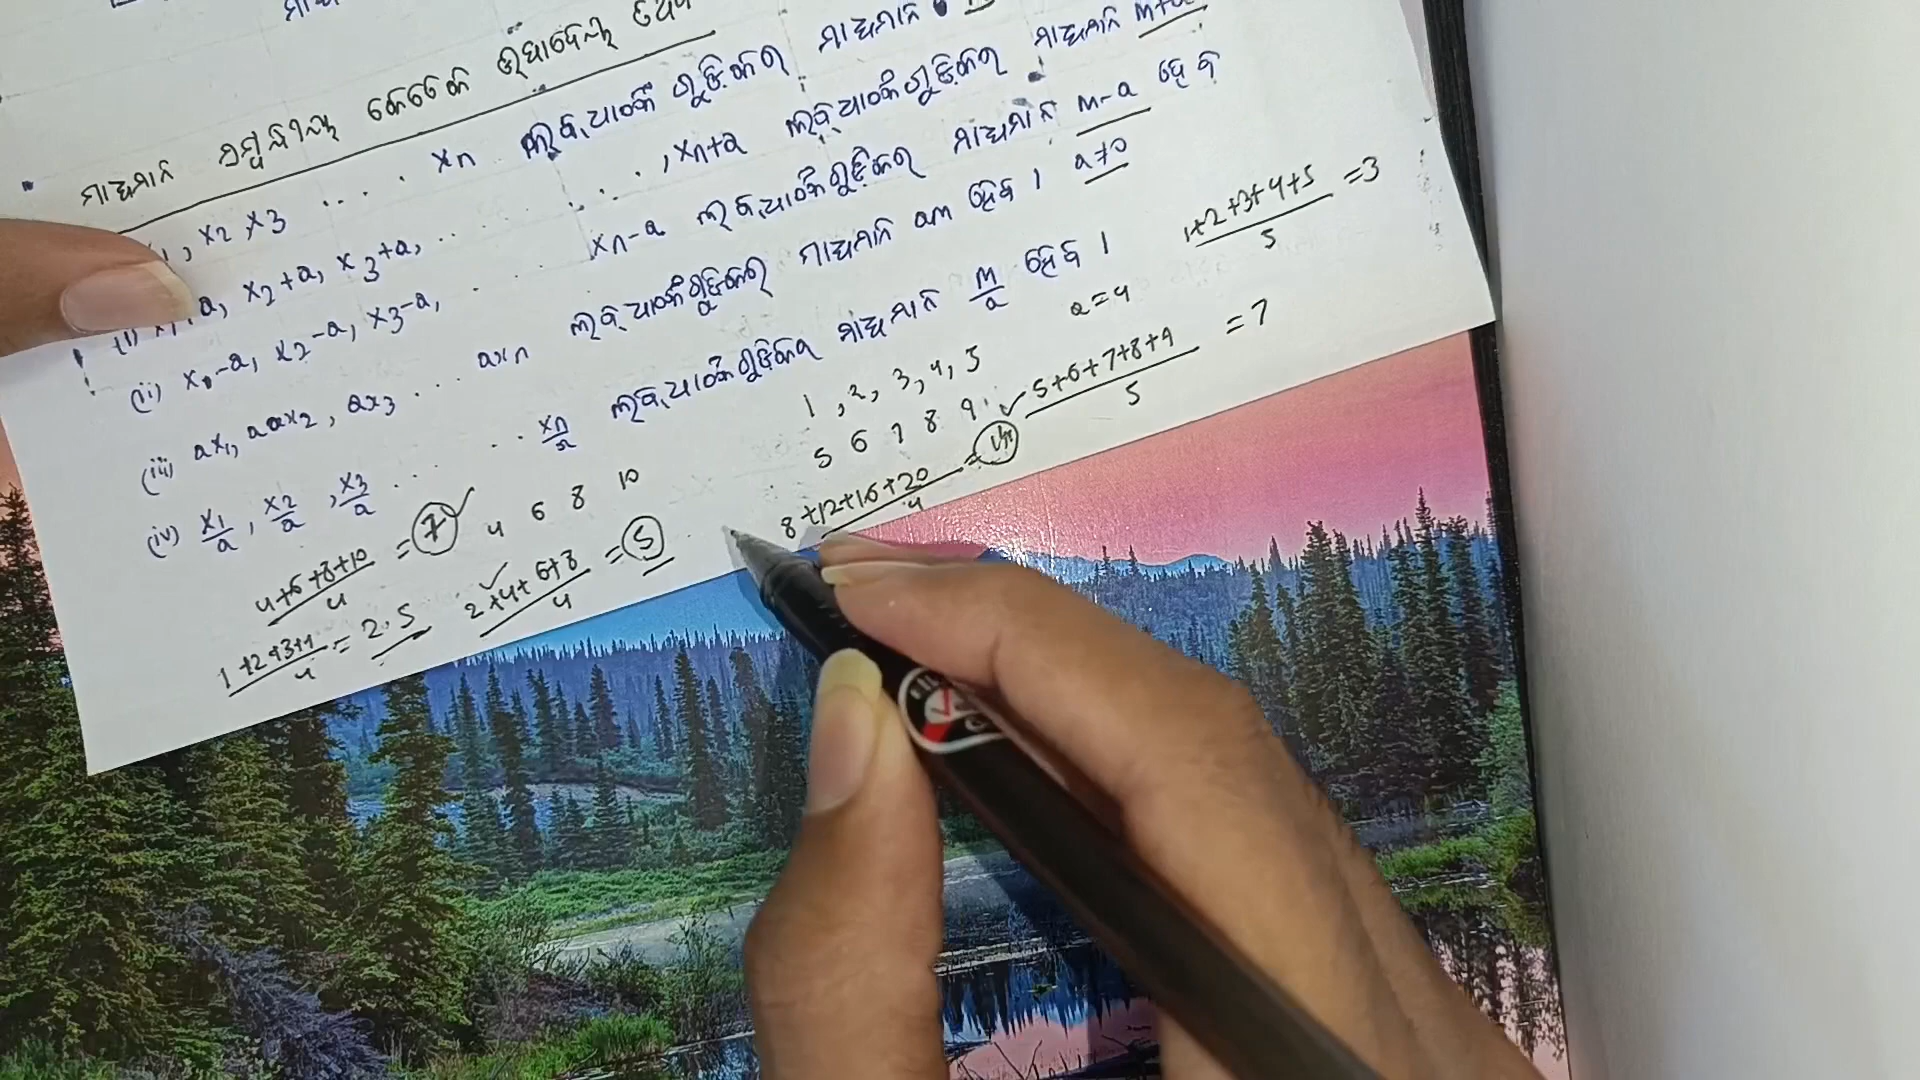 ମାଧ୍ୟମାନ ସମ୍ବନ୍ଧୀୟ କେତେକ ଉପାଦେୟ ତଥ୍ୟ
, x2, x3 .... xn ଲବ୍ଧାଙ୍କ ଗୁଡ଼ିକର ମାଧ୍ୟମାନ
(i) x1+a, x2+a, x3+a, ...... , xn+a ଲବ୍ଧାଙ୍କ ଗୁଡ଼ିକର ମାଧ୍ୟମାନ m+a
(ii) x1-a, x2-a, x3-a, ... xn-a ଲବ୍ଧାଙ୍କ ଗୁଡ଼ିକର ମାଧ୍ୟମାନ m-a ହେବ
(iii) ax1, ax2, ax3 ... axn ଲବ୍ଧାଙ୍କ ଗୁଡ଼ିକର ମାଧ୍ୟମାନ am ହେବ । a≠0
(iv) x1/a, x2/a, x3/a .... xn/a ଲବ୍ଧାଙ୍କ ଗୁଡ଼ିକର ମାଧ୍ୟମାନ m/a ହେବ ।
1+2+3+4+5/5 =3
a=4
1, 2, 3, 4, 5
5 6 7 8 9
5+6+7+8+9/5 =7
4 6 8 10
4+6+8+10/4 = 7
8+12+16+20/4 = 14
2+4+6+8/4 = 5
1+2+3+4/4 = 2.5